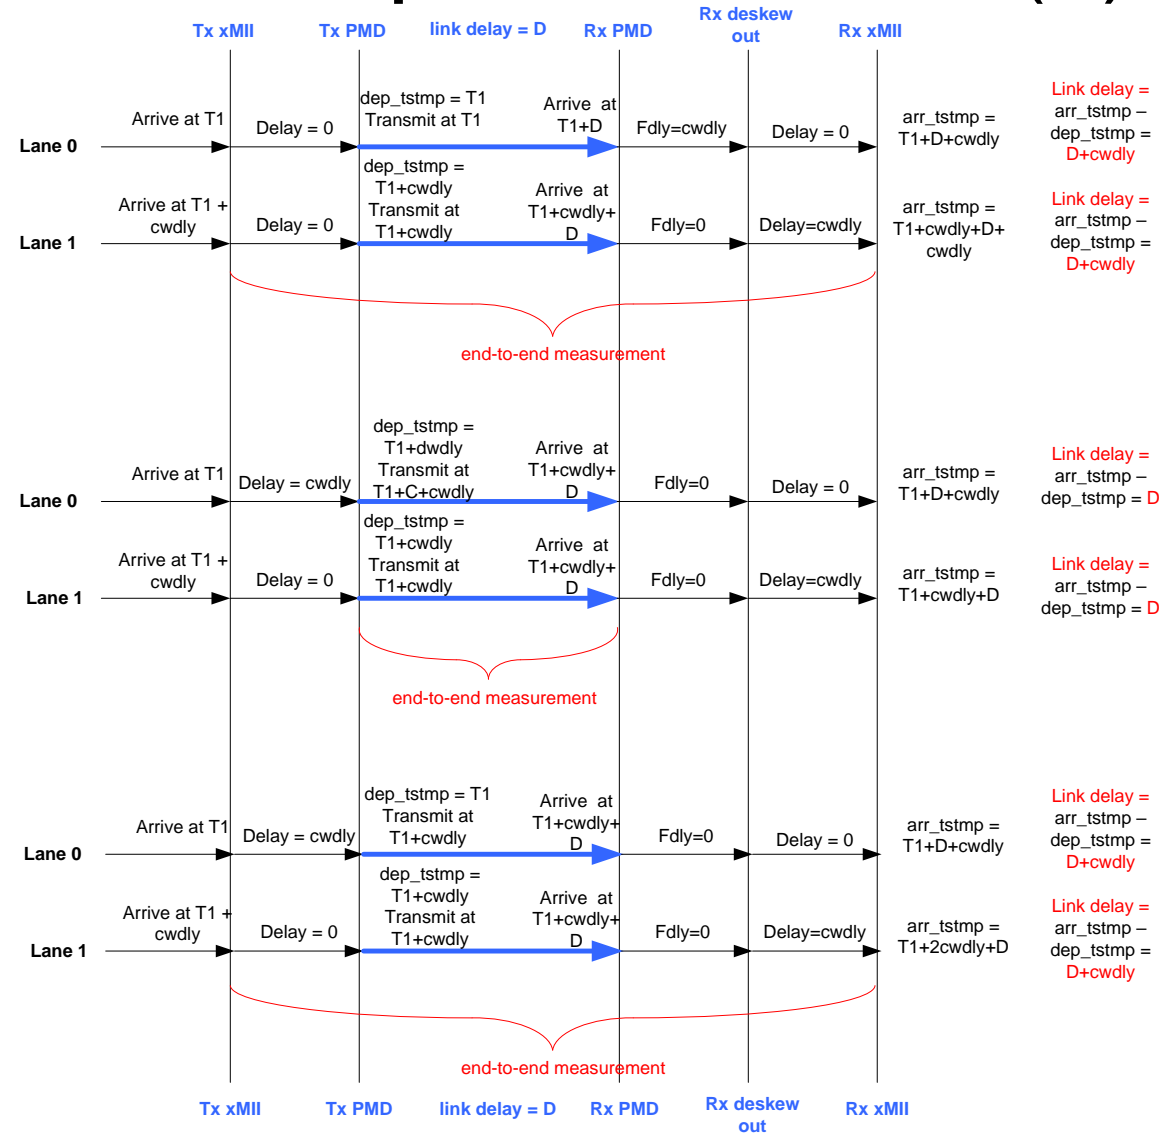 Tx xMII
Tx PMD
link delay = D
Rx PMD
Rx deskew
out
Rx xMII
Lane 0
Arrive at T1
Delay = 0
dep_tstmp = T1
Transmit at T1
Arrive at
T1+D
Fdly=cwdly
Delay = 0
arr_tstmp =
T1+D+cwdly
Link delay =
arr_tstmp –
dep_tstmp =
D+cwdly
Lane 1
Arrive at T1 +
cwdly
Delay = 0
dep_tstmp =
T1+cwdly
Transmit at
T1+cwdly
Arrive at
T1+cwdly+
D
Fdly=0
Delay=cwdly
arr_tstmp =
T1+cwdly+D+
cwdly
Link delay =
arr_tstmp –
dep_tstmp =
D+cwdly
end-to-end measurement
Lane 0
Arrive at T1
Delay = cwdly
dep_tstmp =
T1+dwdly
Transmit at
T1+C+cwdly
Arrive at
T1+cwdly+
D
Fdly=0
Delay = 0
arr_tstmp =
T1+D+cwdly
Link delay =
arr_tstmp –
dep_tstmp = D
Lane 1
Arrive at T1 +
cwdly
Delay = 0
dep_tstmp =
T1+cwdly
Transmit at
T1+cwdly
Arrive at
T1+cwdly+
D
Fdly=0
Delay=cwdly
arr_tstmp =
T1+cwdly+D
Link delay =
arr_tstmp –
dep_tstmp = D
end-to-end measurement
Lane 0
Arrive at T1
Delay = cwdly
dep_tstmp = T1
Transmit at
T1+cwdly
Arrive at
T1+cwdly+
D
Fdly=0
Delay = 0
arr_tstmp =
T1+D+cwdly
Link delay =
arr_tstmp –
dep_tstmp =
D+cwdly
Lane 1
Arrive at T1 +
cwdly
Delay = 0
dep_tstmp =
T1+cwdly
Transmit at
T1+cwdly
Arrive at
T1+cwdly+
D
Fdly=0
Delay=cwdly
arr_tstmp =
T1+2cwdly+D
Link delay =
arr_tstmp –
dep_tstmp =
D+cwdly
end-to-end measurement
Tx xMII
Tx PMD
link delay = D
Rx PMD
Rx deskew
out
Rx xMII